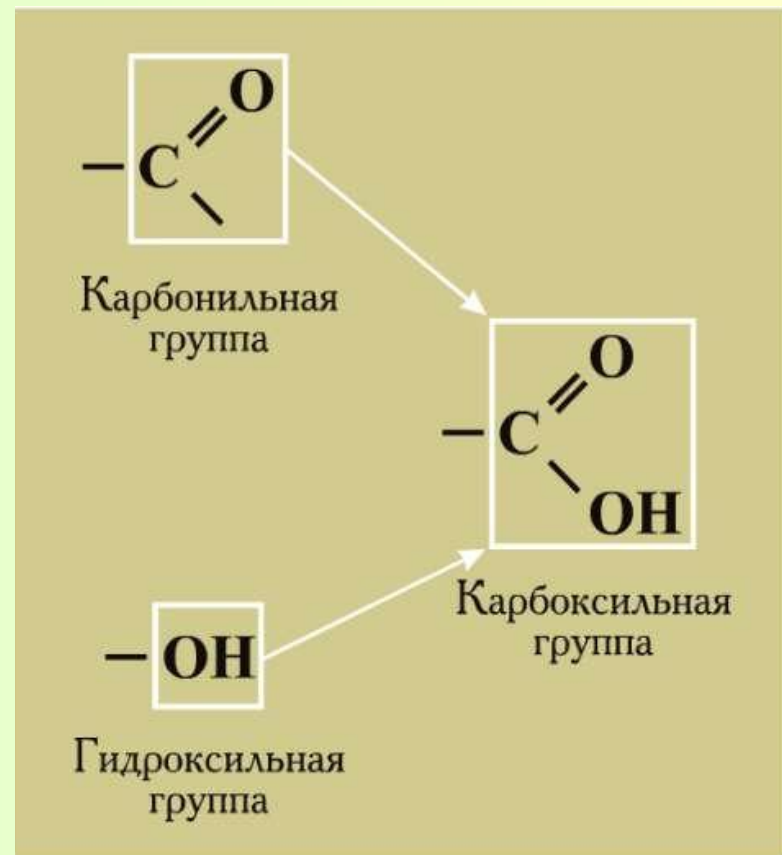 O
C
Карбонильная
группа
O
C
OH
Карбоксильная
группа
OH
Гидроксильная
группа